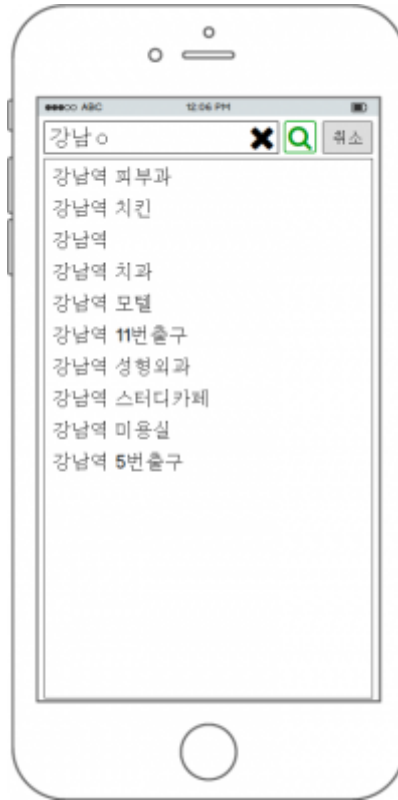 ●●●○○ ABC 12:06 PM
강남ㅇ 취소
강남역 피부과
강남역 치킨
강남역
강남역 치과
강남역 모텔
강남역 11번출구
강남역 성형외과
강남역 스터디카페
강남역 미용실
강남역 5번출구